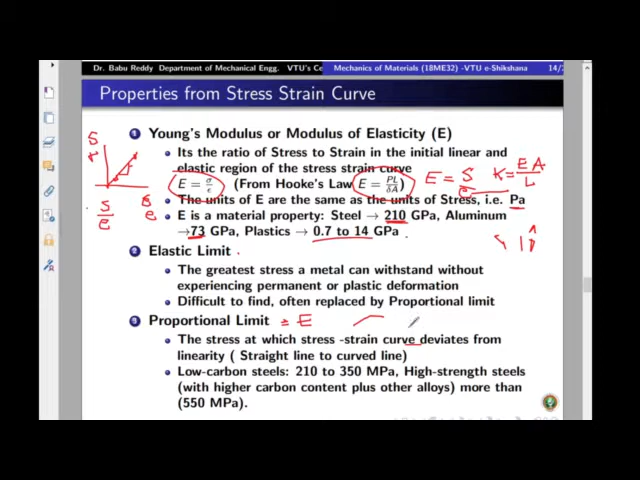 Dr. Babu Reddy Department of Mechanical Engg. VTU's Ce Mechanics of Materials (18ME32) -VTU e-Shikshana 14/
Properties from Stress Strain Curve
1 Young's Modulus or Modulus of Elasticity (E)
Its the ratio of Stress to Strain in the initial linear and
elastic region of the stress strain curve
E = σ/ϵ (From Hooke's Law E = PL/δA)
E = S/e K = EA/L
S
e
S/e
The units of E are the same as the units of Stress, i.e. Pa
E is a material property: Steel → 210 GPa, Aluminum
→73 GPa, Plastics → 0.7 to 14 GPa
2 Elastic Limit
The greatest stress a metal can withstand without
experiencing permanent or plastic deformation
Difficult to find, often replaced by Proportional limit
3 Proportional Limit = E
The stress at which stress -strain curve deviates from
linearity ( Straight line to curved line)
Low-carbon steels: 210 to 350 MPa, High-strength steels
(with higher carbon content plus other alloys) more than
(550 MPa).